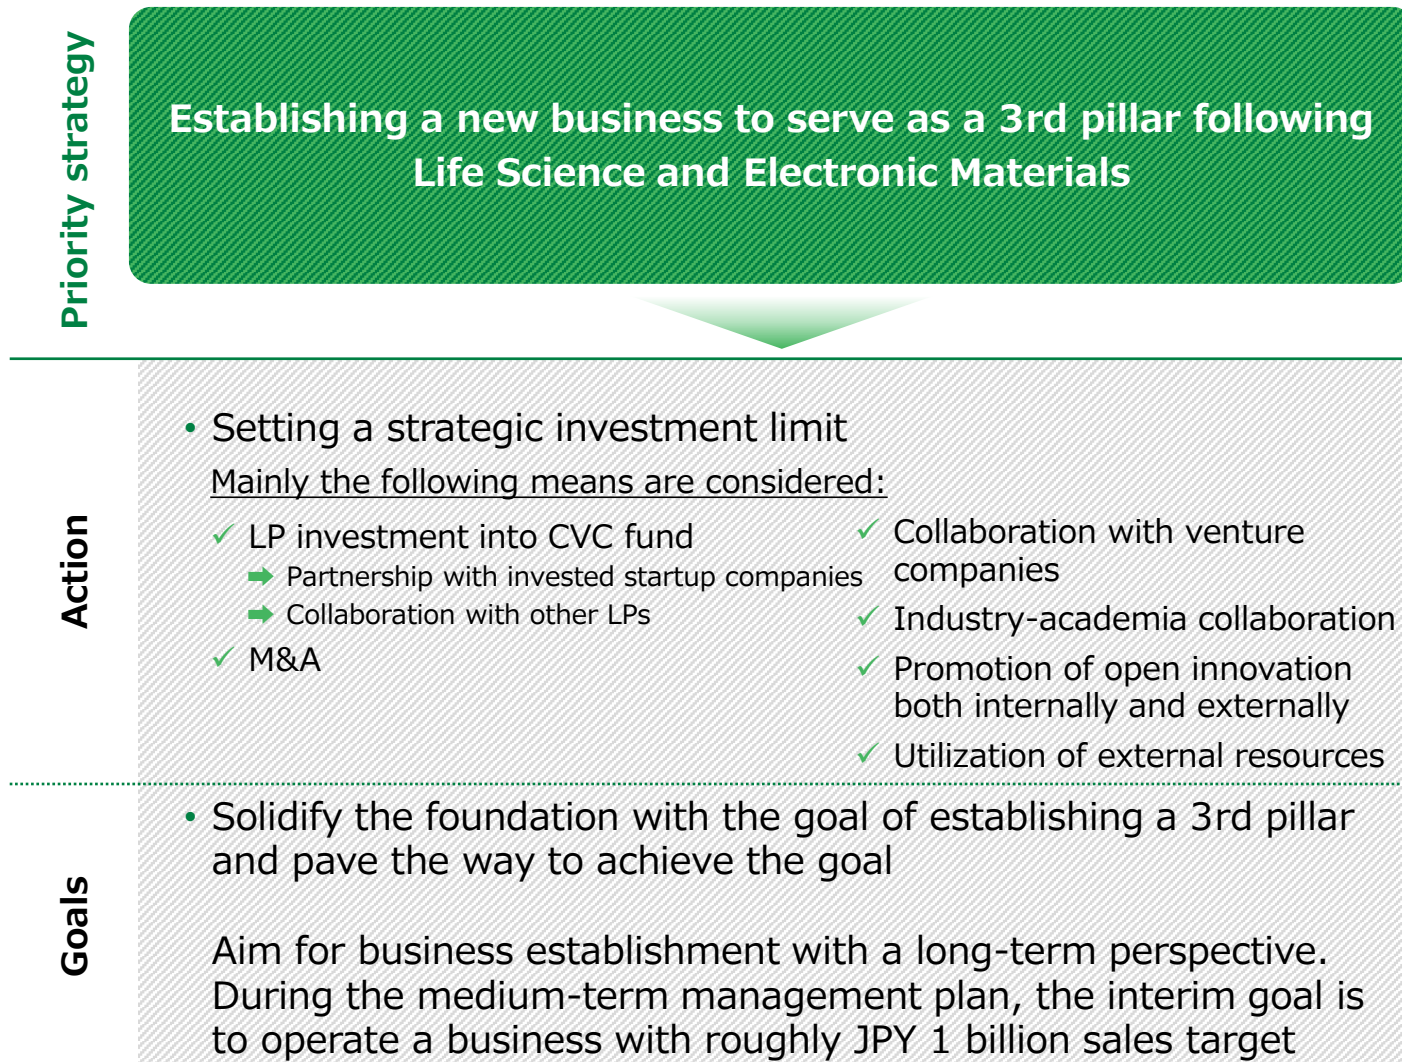 Priority strategy
Establishing a new business to serve as a 3rd pillar following
Life Science and Electronic Materials
Action
• Setting a strategic investment limit
Mainly the following means are considered:
✓ LP investment into CVC fund
➡ Partnership with invested startup companies
➡ Collaboration with other LPs
✓ M&A
✓ Collaboration with venture
companies
✓ Industry-academia collaboration
✓ Promotion of open innovation
both internally and externally
✓ Utilization of external resources
Goals
• Solidify the foundation with the goal of establishing a 3rd pillar
and pave the way to achieve the goal
Aim for business establishment with a long-term perspective.
During the medium-term management plan, the interim goal is
to operate a business with roughly JPY 1 billion sales target